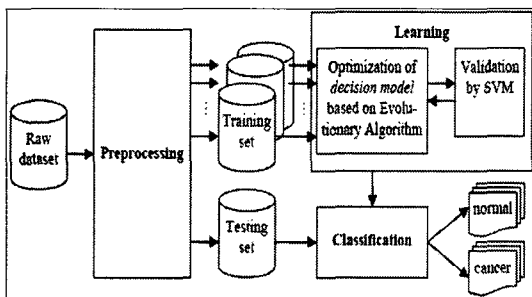 Learning
Optimization of
decision model
based on Evolu-
tionary Algorithm
Validation
by SVM
Raw
dataset
Preprocessing
Training
set
Testing
set
Classification
normal
cancer